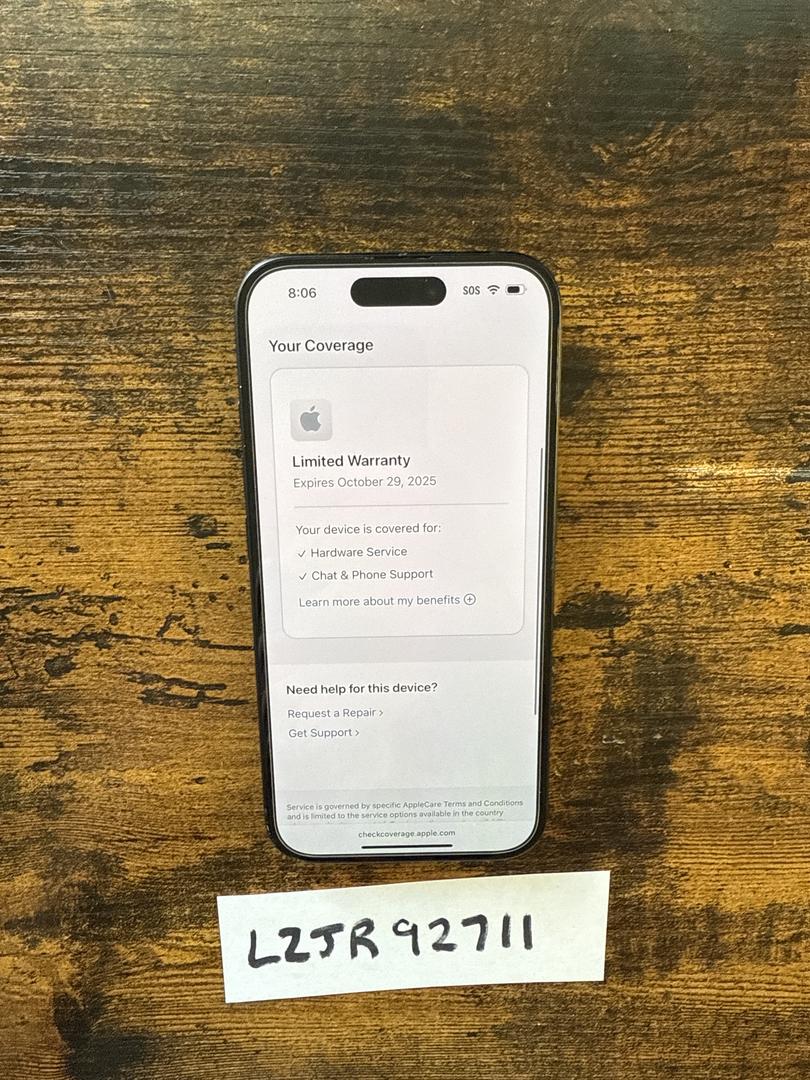 8:06 SOS
Your Coverage
Limited Warranty
Expires October 29, 2025
Your device is covered for:
✓ Hardware Service
✓ Chat & Phone Support
Learn more about my benefits ⊕
Need help for this device?
Request a Repair >
Get Support >
Service is governed by specific AppleCare Terms and Conditions
and is limited to the service options available in the country
checkcoverage.apple.com
LZJR92711